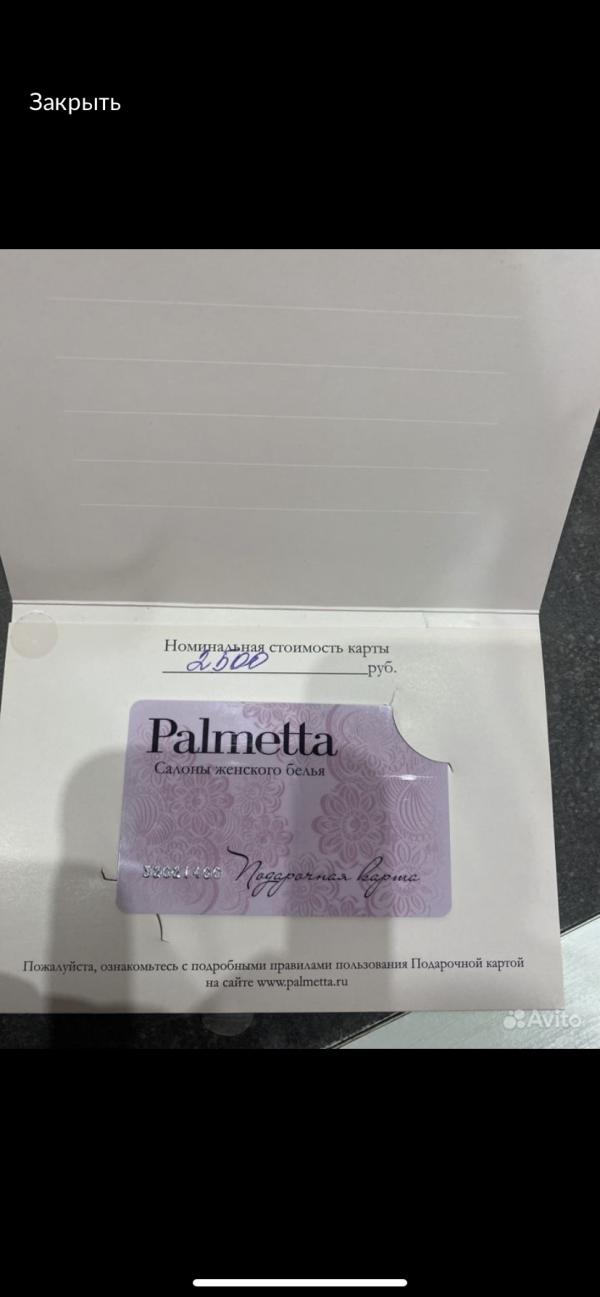 Закрыть
Номинальная стоимость карты
2500 руб.
Palmetta
Салоны женского белья
Подарочная карта
Пожалуйста, ознакомьтесь с подробными правилами пользования Подарочной картой
на сайте www.palmetta.ru
Avito